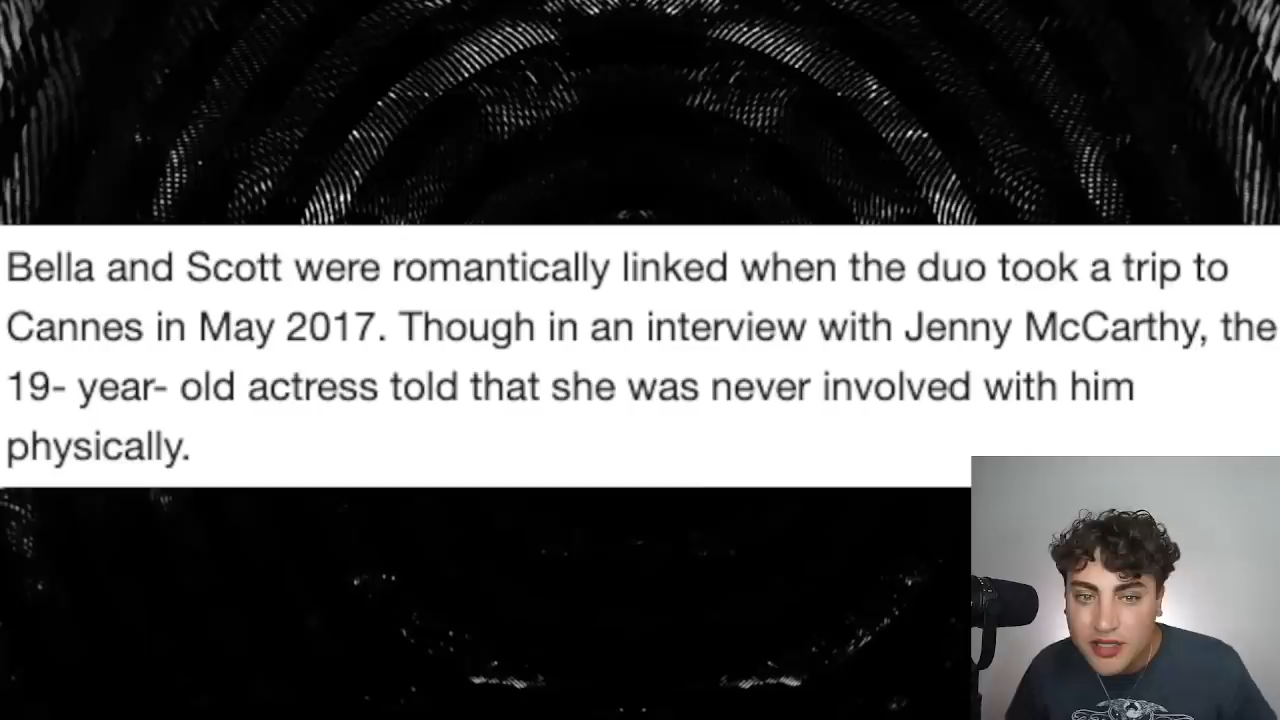 Bella and Scott were romantically linked when the duo took a trip to
Cannes in May 2017. Though in an interview with Jenny McCarthy, the
19- year- old actress told that she was never involved with him
physically.